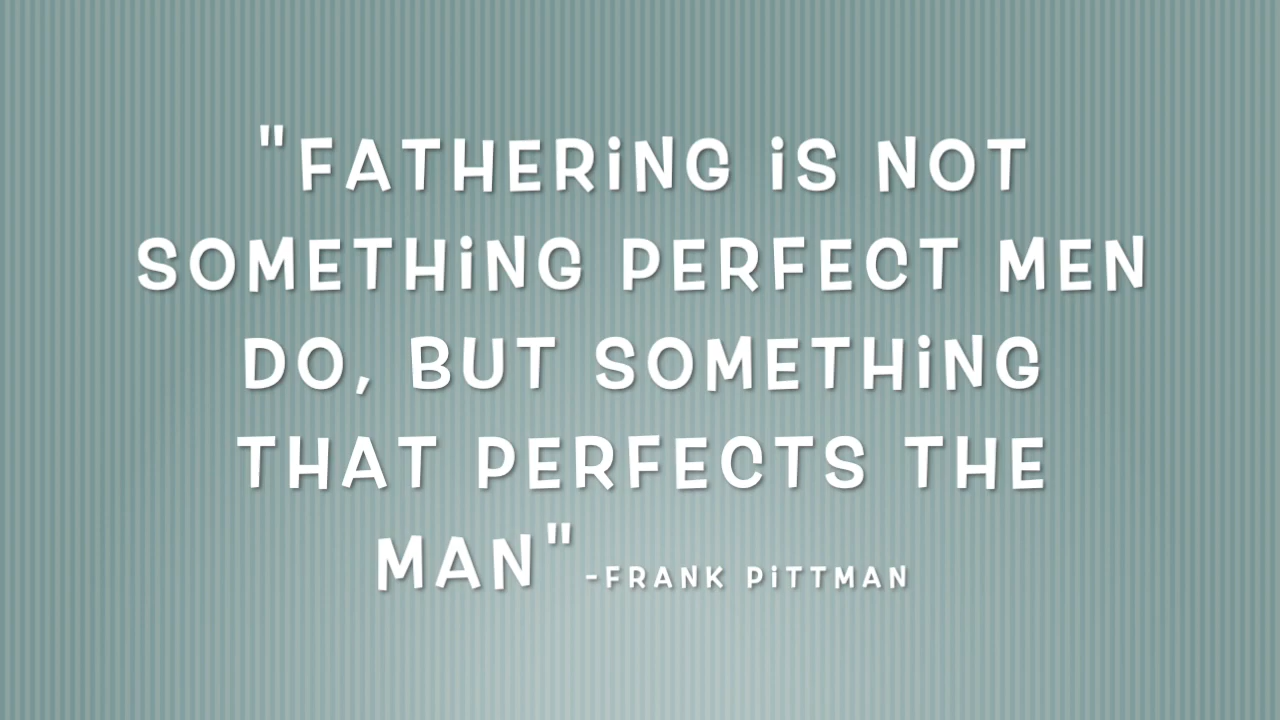 "FATHERiNG iS NOT
SOMETHiNG PERFECT MEN
DO, BUT SOMETHiNG
THAT PERFECTS THE
MAN" -FRANK PiTTMAN